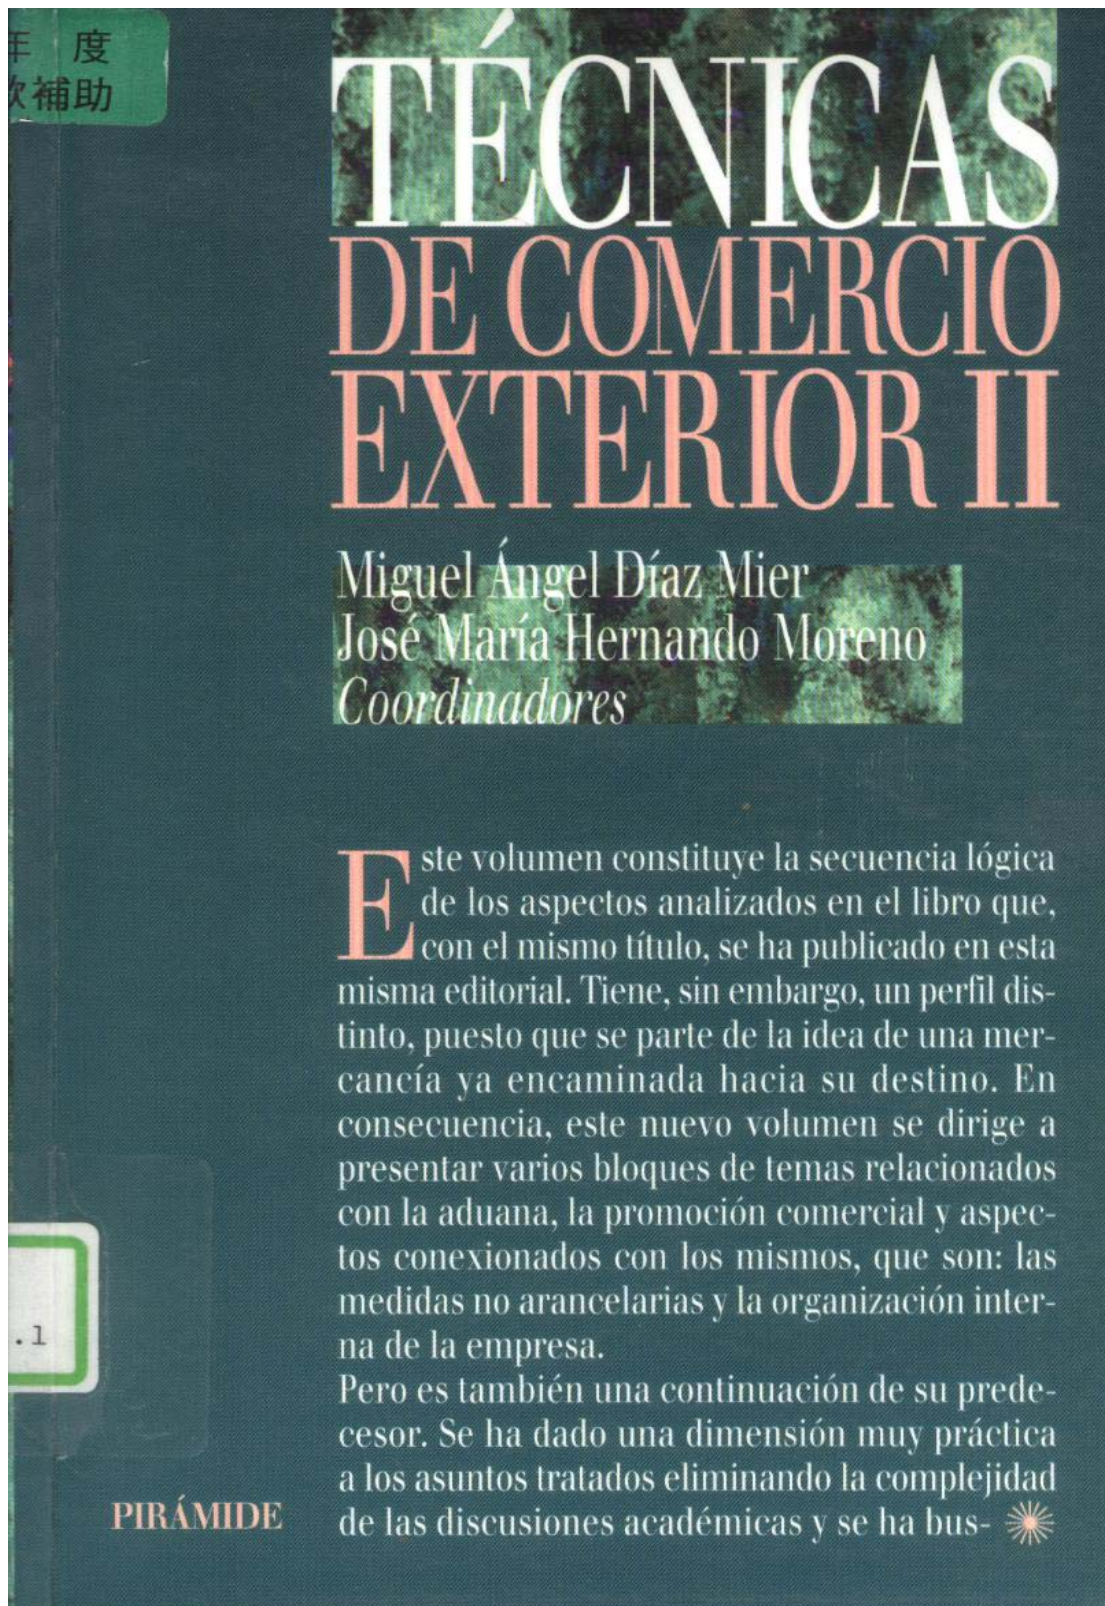 年 度
款補助
TÉCNICAS
DE COMERCIO
EXTERIOR II
Miguel Ángel Díaz Mier
José María Hernando Moreno
Coordinadores
Este volumen constituye la secuencia lógica
de los aspectos analizados en el libro que,
con el mismo título, se ha publicado en esta
misma editorial. Tiene, sin embargo, un perfil dis-
tinto, puesto que se parte de la idea de una mer-
cancía ya encaminada hacia su destino. En
consecuencia, este nuevo volumen se dirige a
presentar varios bloques de temas relacionados
con la aduana, la promoción comercial y aspec-
tos conexionados con los mismos, que son: las
medidas no arancelarias y la organización inter-
na de la empresa.
Pero es también una continuación de su prede-
cesor. Se ha dado una dimensión muy práctica
a los asuntos tratados eliminando la complejidad
de las discusiones académicas y se ha bus-
.1
PIRÁMIDE